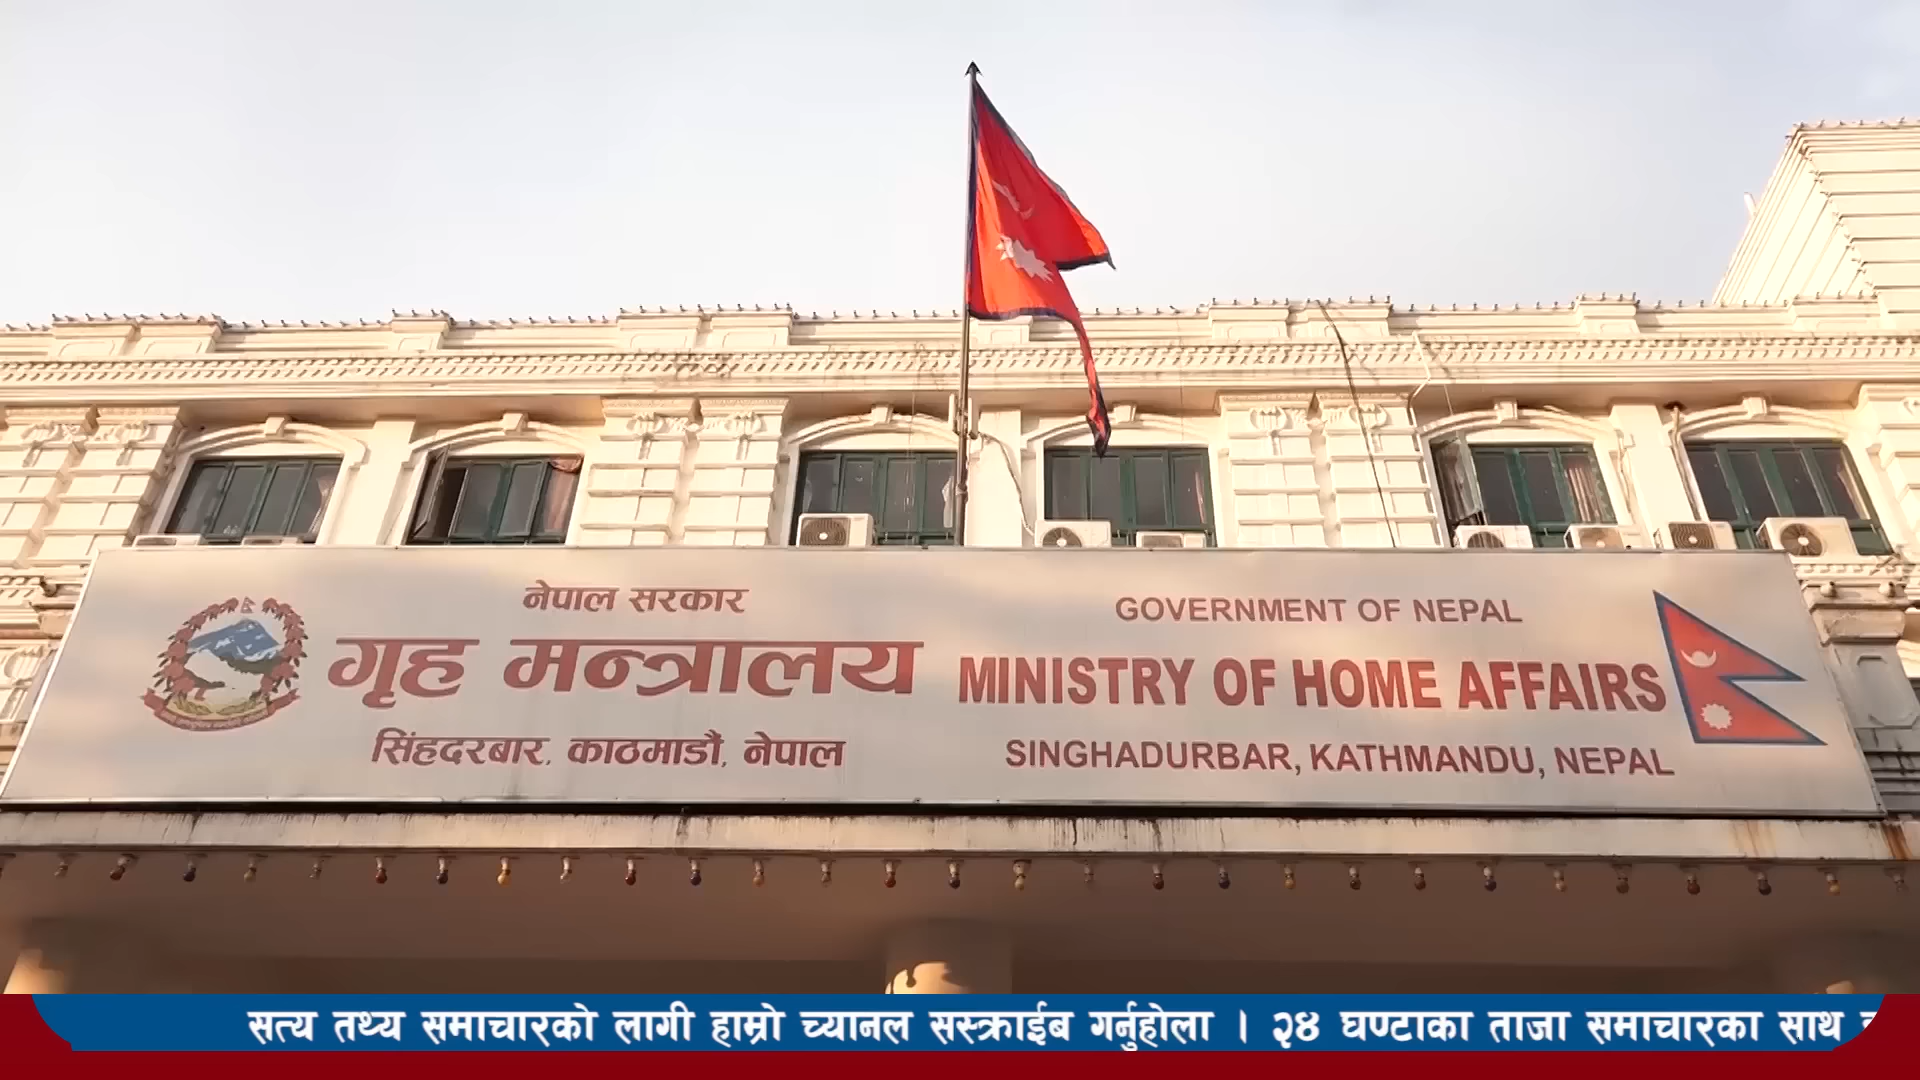 नेपाल सरकार
गृह मन्त्रालय
सिंहदरबार, काठमाडौं, नेपाल
GOVERNMENT OF NEPAL
MINISTRY OF HOME AFFAIRS
SINGHADURBAR, KATHMANDU, NEPAL
सत्य तथ्य समाचारको लागी हाम्रो च्यानल सस्क्राईब गर्नुहोला । २४ घण्टाका ताजा समाचारका साथ